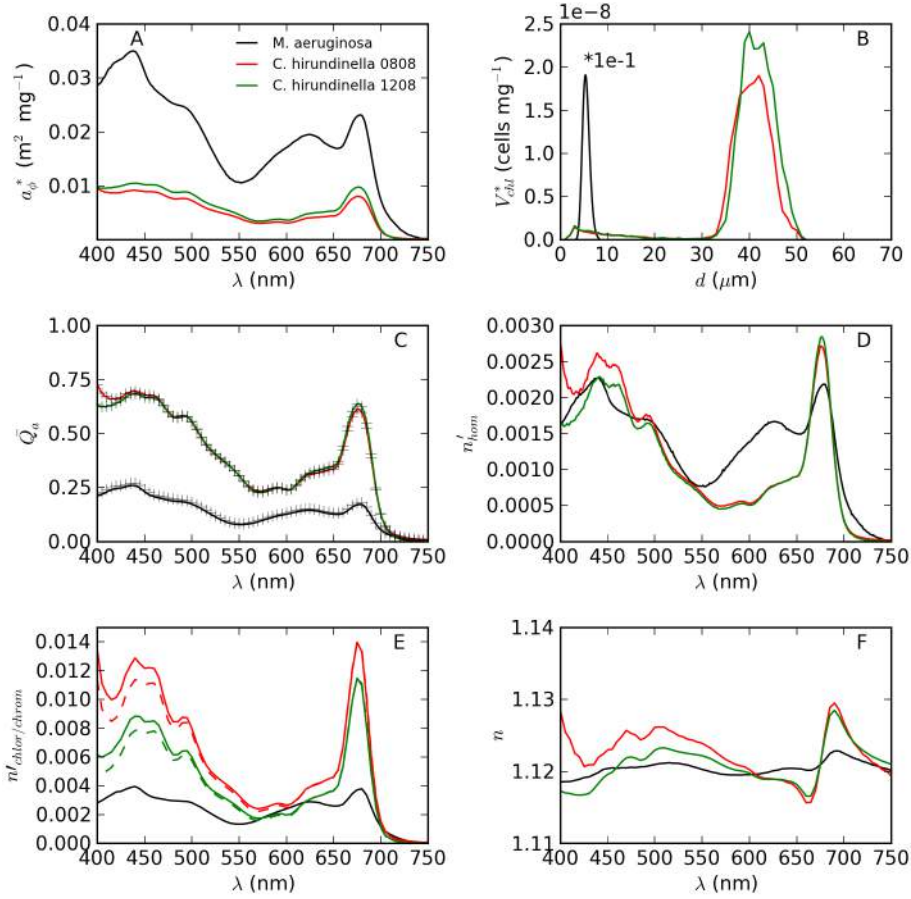 A
M. aeruginosa
C. hirundinella 0808
C. hirundinella 1208
0.04
0.03
0.02
0.01
400 450 500 550 600 650 700 750
λ (nm)
a*ϕ (m² mg⁻¹)
1e−8
B
*1e-1
2.5
2.0
1.5
1.0
0.5
0.0
0 10 20 30 40 50 60 70
d (μm)
V*chl (cells mg⁻¹)
C
1.00
0.75
0.50
0.25
0.00
400 450 500 550 600 650 700 750
λ (nm)
Q̄a
D
0.0030
0.0025
0.0020
0.0015
0.0010
0.0005
0.0000
400 450 500 550 600 650 700 750
λ (nm)
n′hom
E
0.014
0.012
0.010
0.008
0.006
0.004
0.002
0.000
400 450 500 550 600 650 700 750
λ (nm)
n′chlor/chrom
F
1.14
1.13
1.12
1.11
400 450 500 550 600 650 700 750
λ (nm)
n